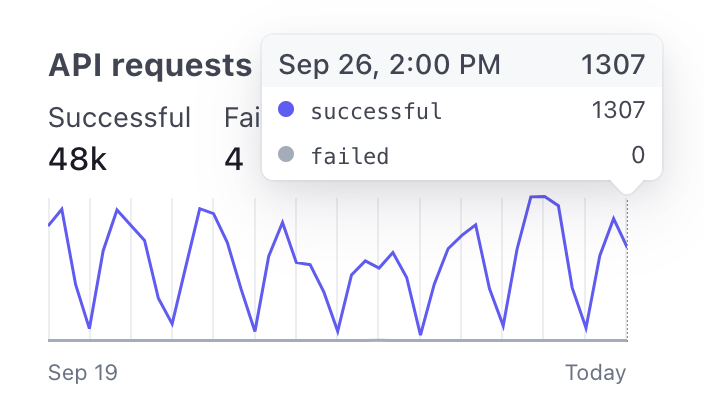 API requests
Sep 26, 2:00 PM 1307
successful 1307
failed 0
Successful
48k
4
Sep 19 Today